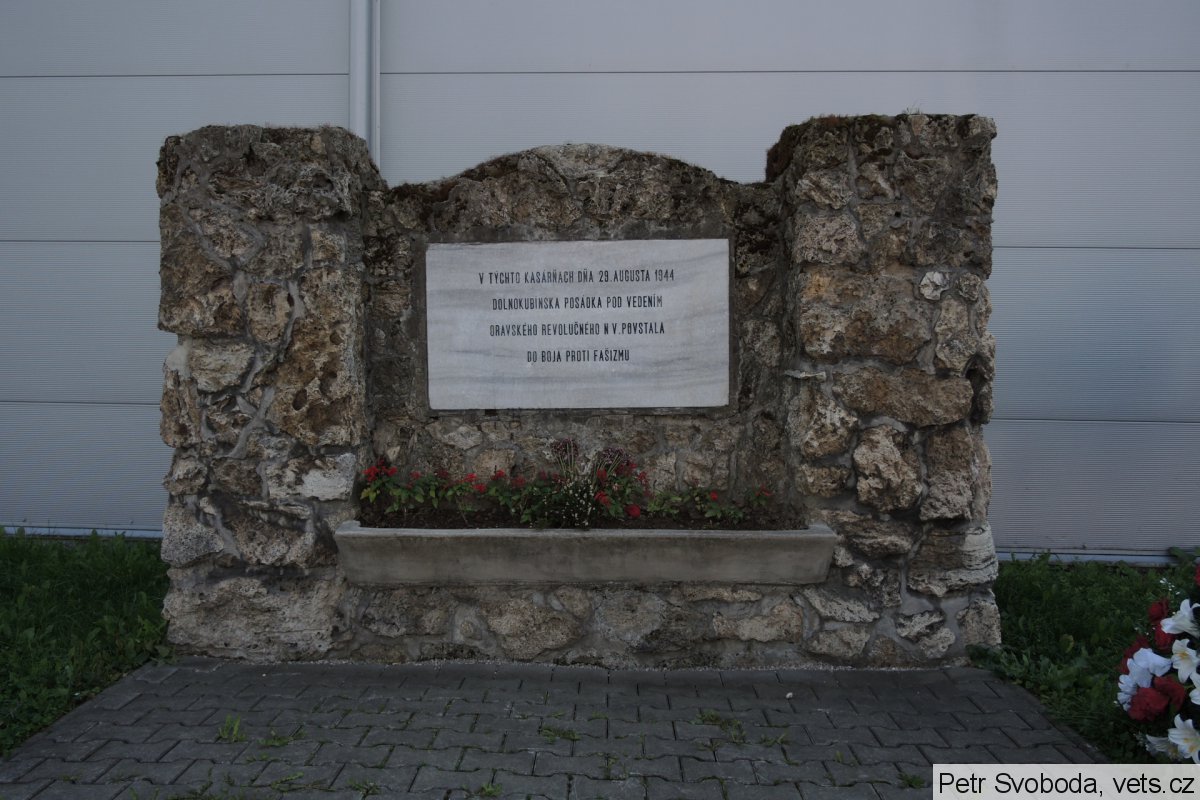 V TÝCHTO KASÁRŇACH DŇA 29. AUGUSTA 1944
DOLNOKUBÍNSKA POSÁDKA POD VEDENÍM
ORAVSKÉHO REVOLUČNÉHO N V. POVSTALA
DO BOJA PROTI FAŠIZMU
Petr Svoboda, vets.cz